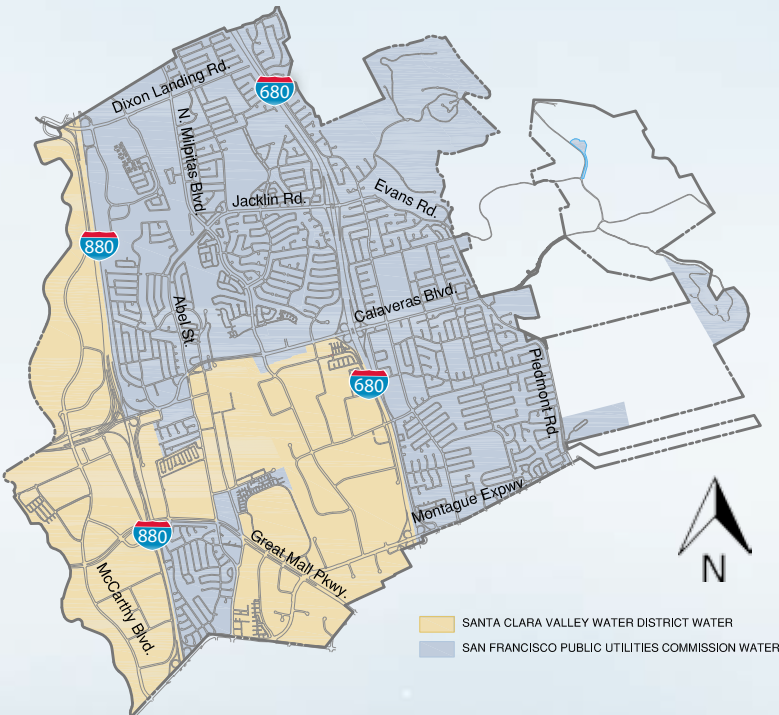 Dixon Landing Rd.
680
N. Milpitas Blvd.
Jacklin Rd.
Evans Rd.
880
Abel St.
Calaveras Blvd.
680
Piedmont Rd.
Montague Expwy
880
Great Mall Pkwy.
McCarthy Blvd.
N
SANTA CLARA VALLEY WATER DISTRICT WATER
SAN FRANCISCO PUBLIC UTILITIES COMMISSION WATER